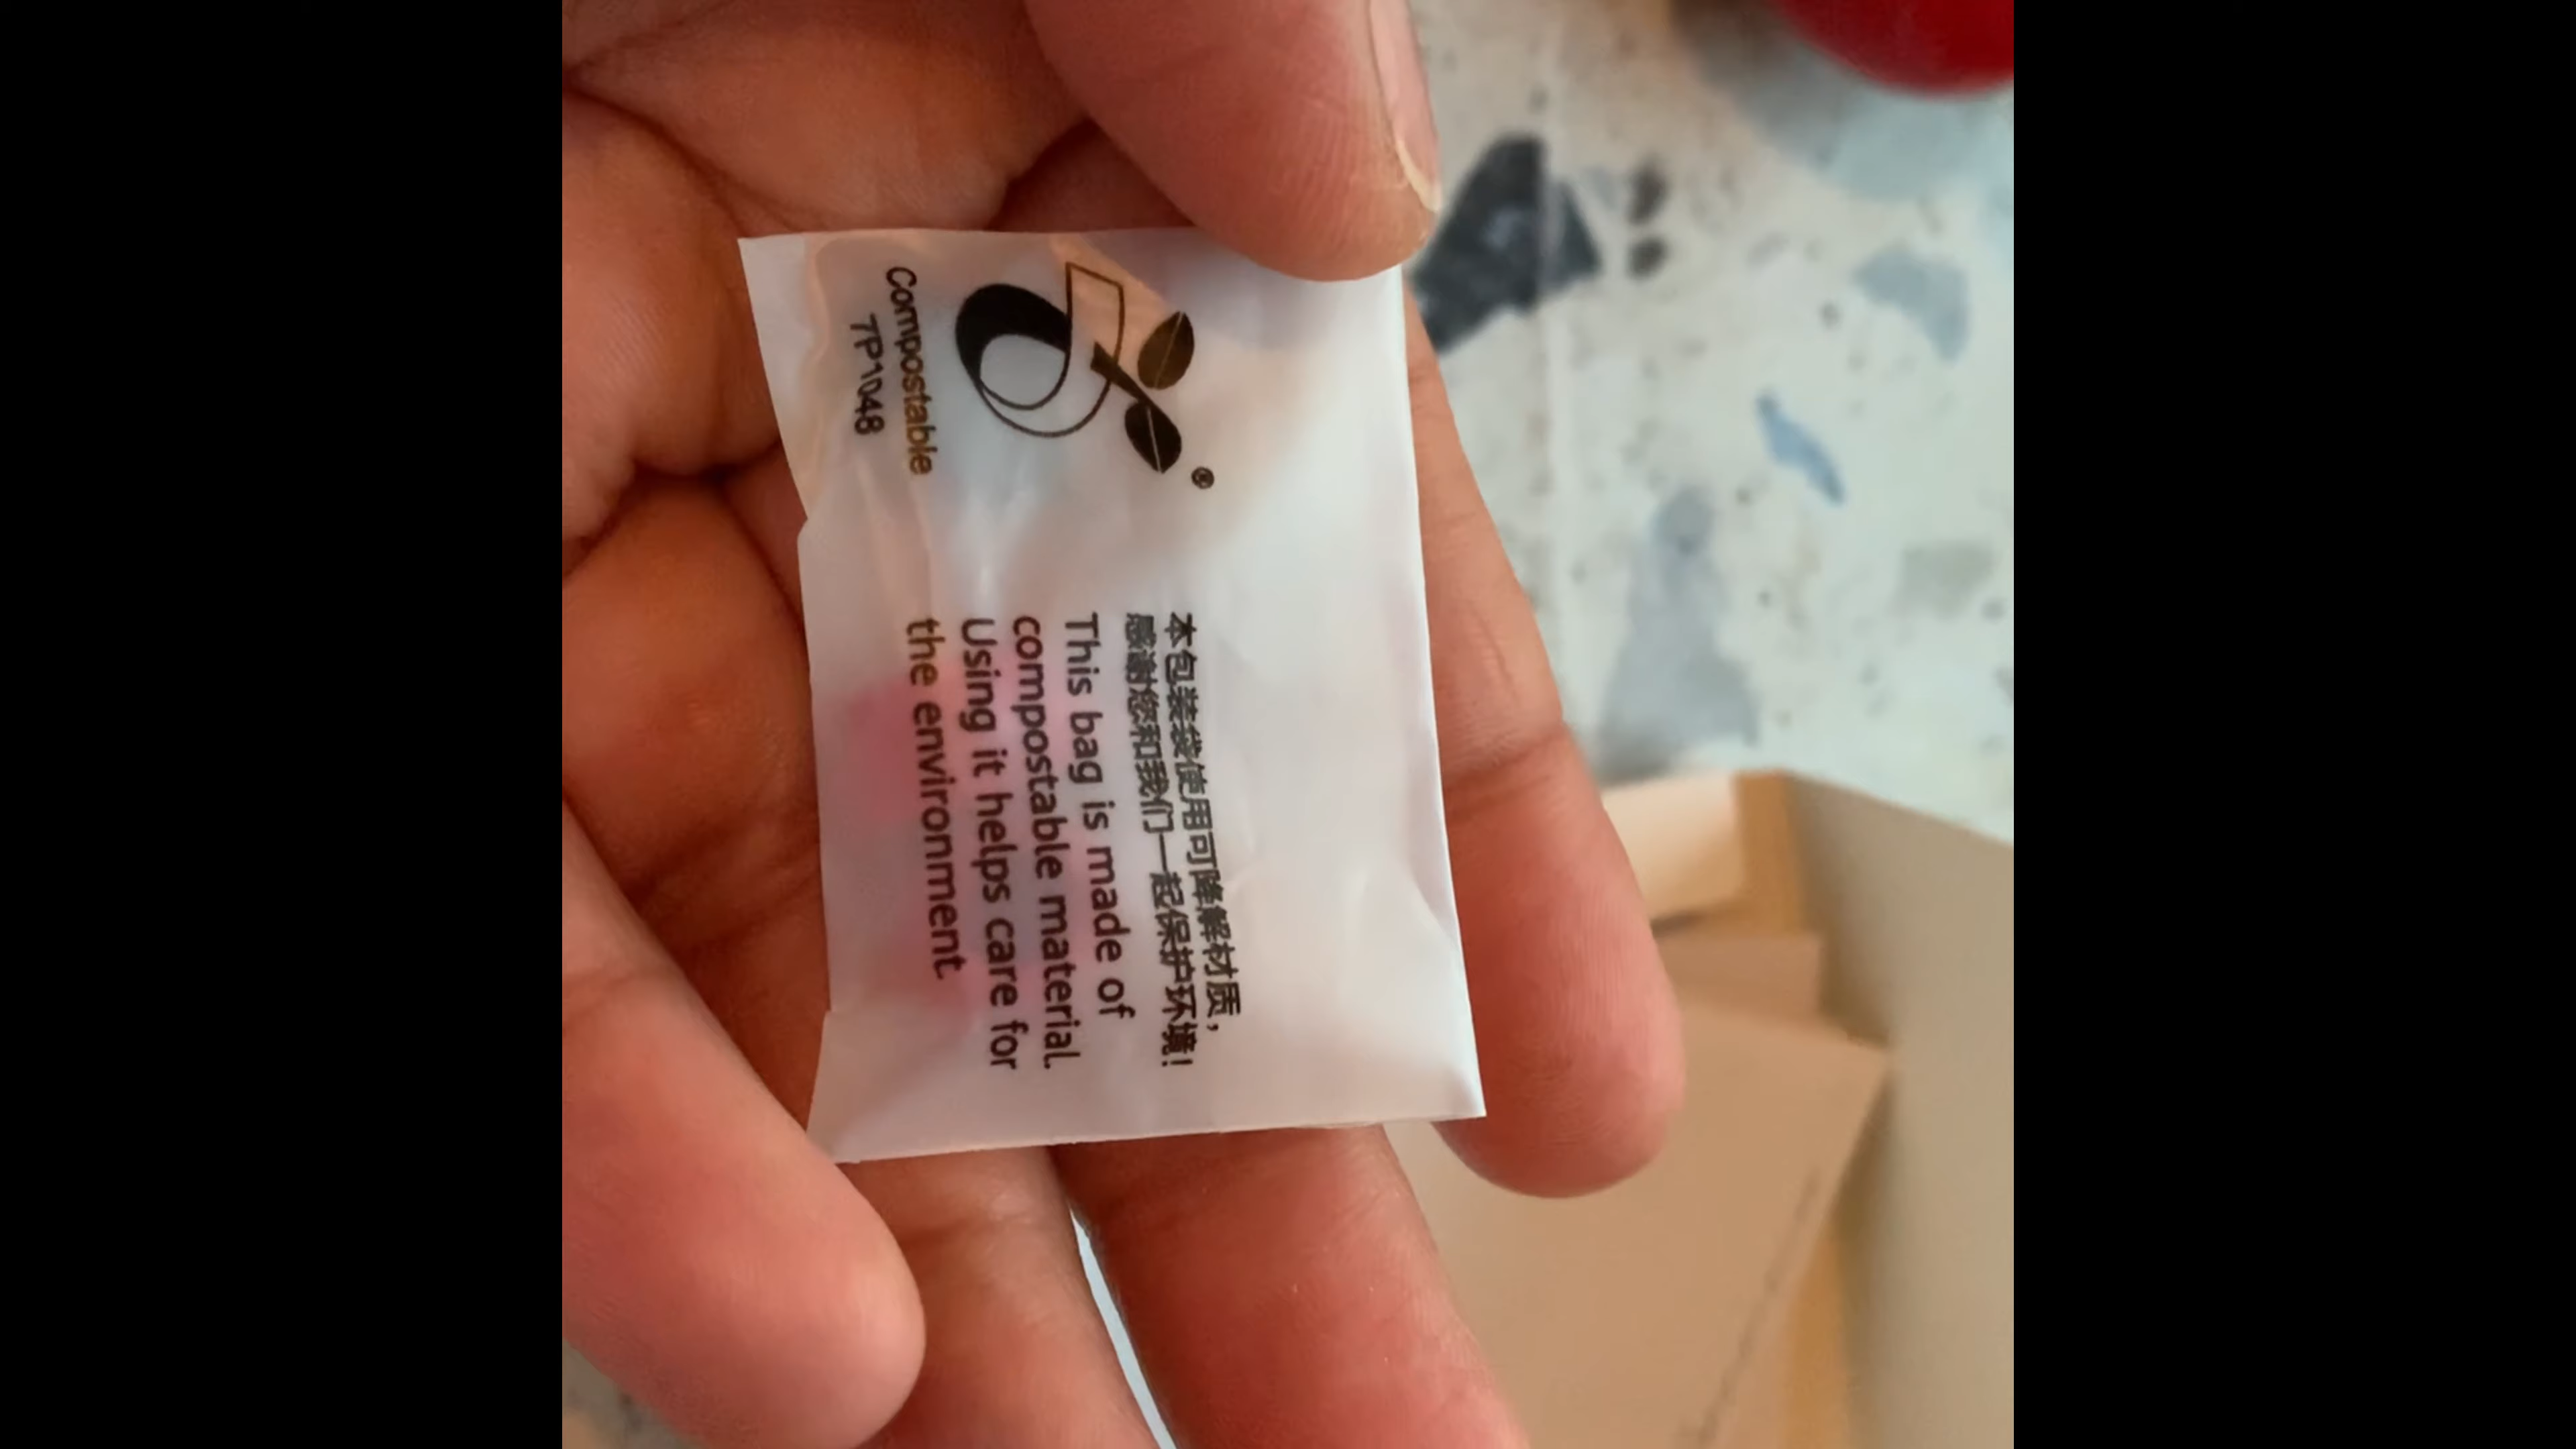 ®
Compostable
7P1048
本包装袋使用可降解材质，
感谢您和我们一起保护环境！
This bag is made of
compostable material.
Using it helps care for
the environment.